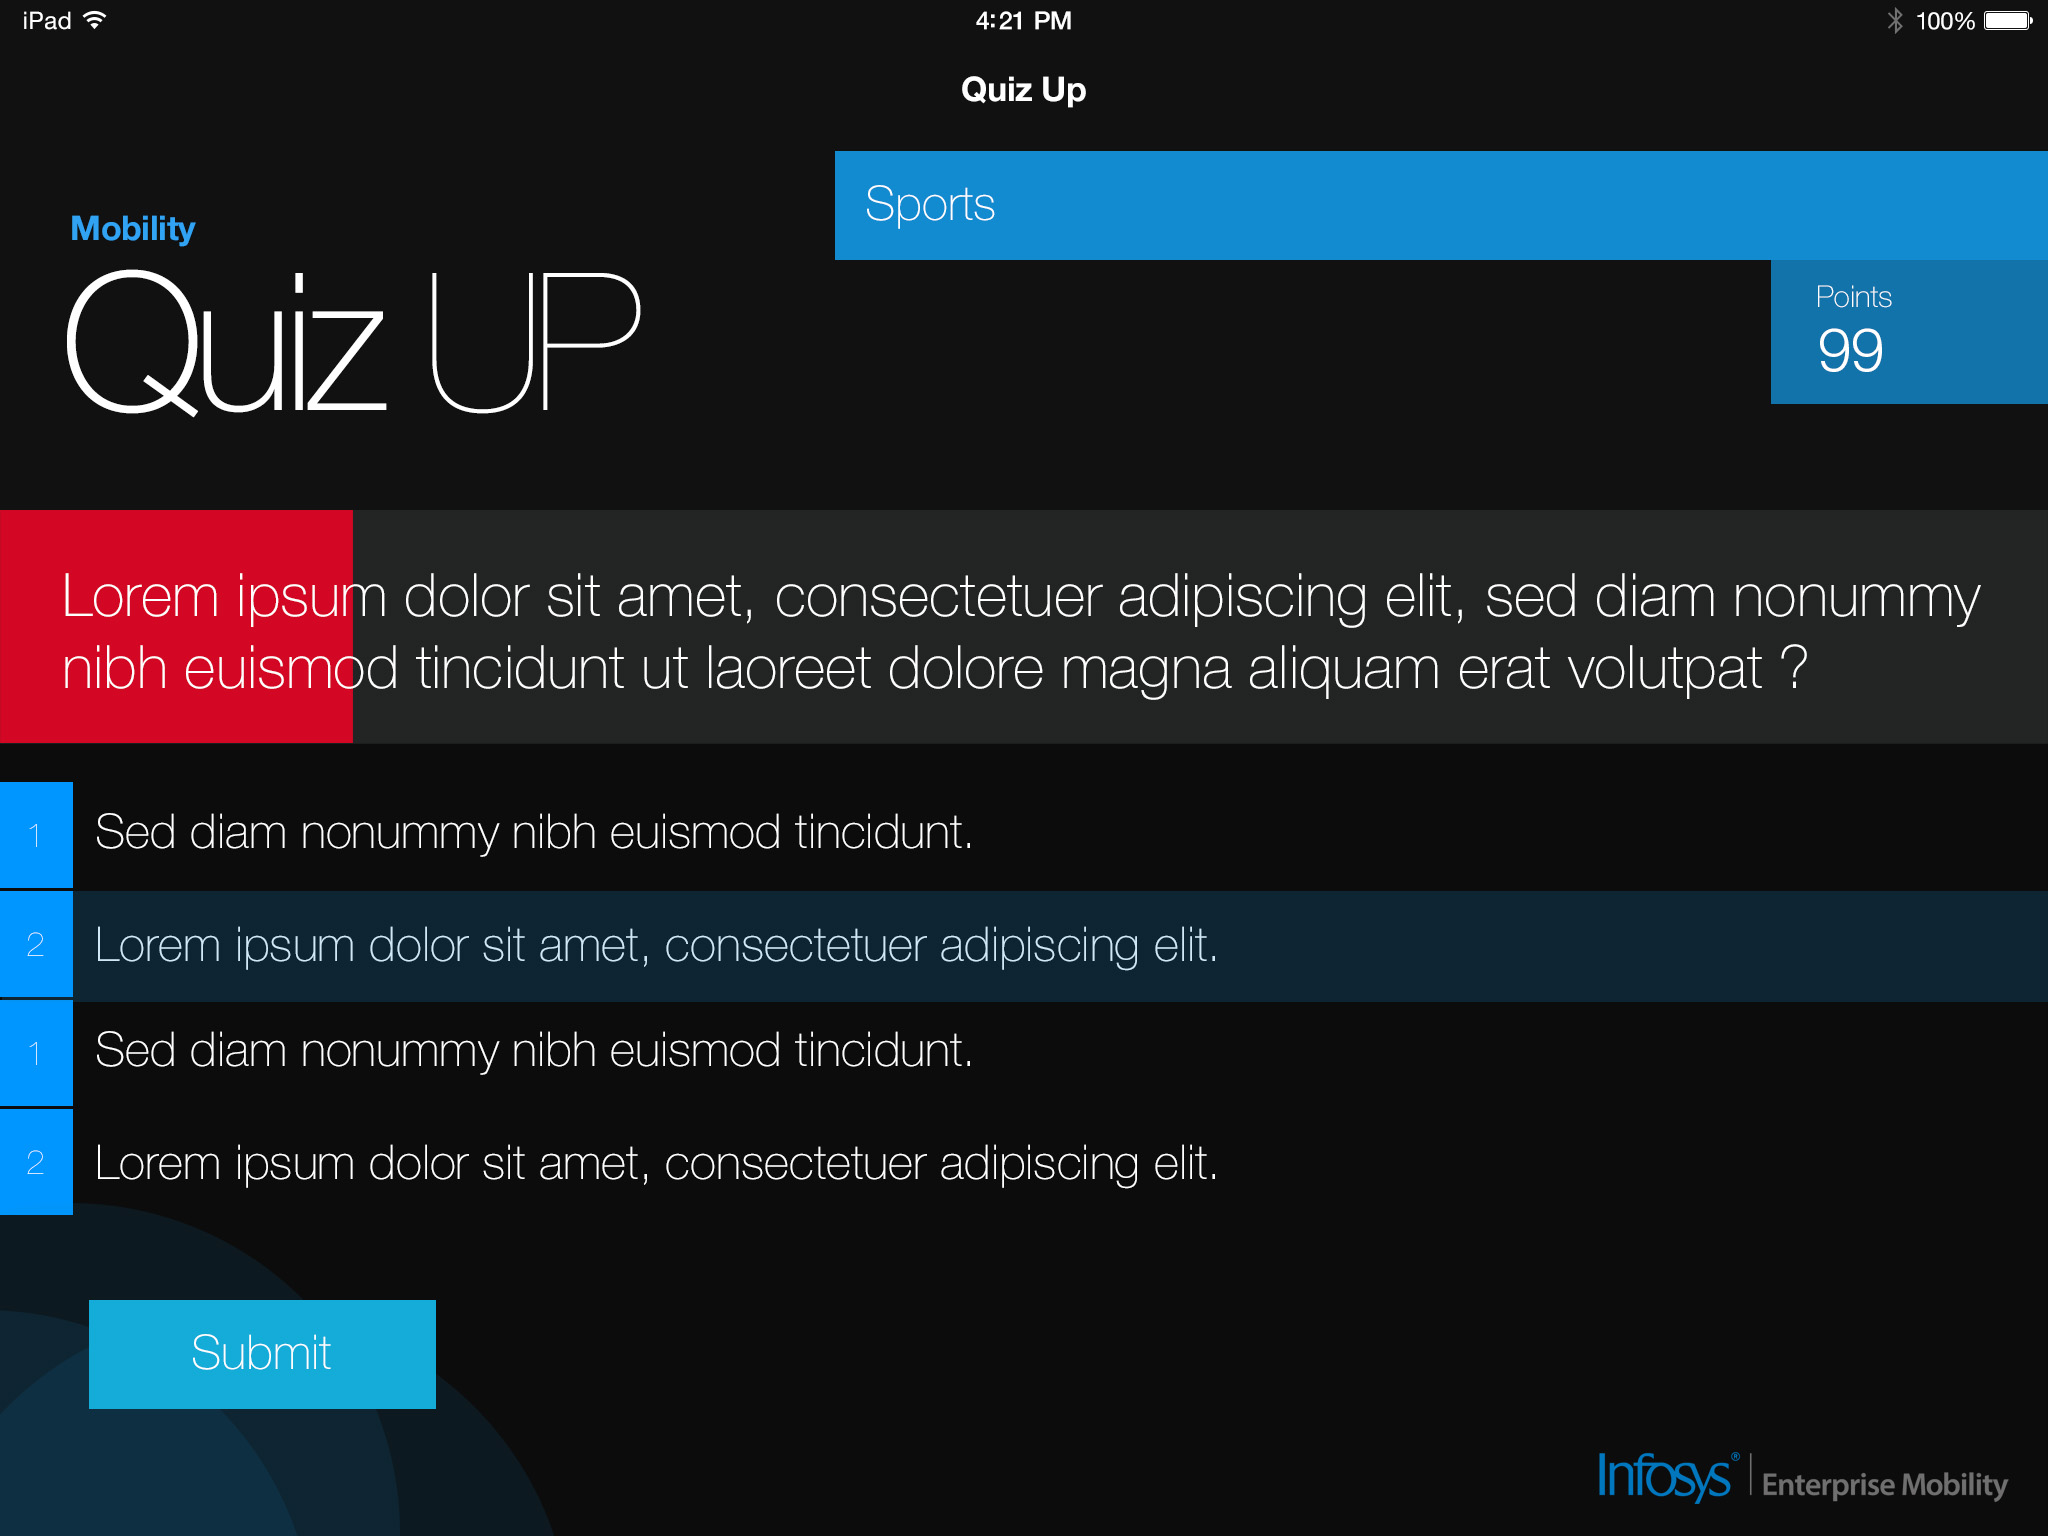 iPad
4:21 PM
100%
Quiz Up
Sports
Mobility
Quiz UP
Points
99
Lorem ipsum dolor sit amet, consectetuer adipiscing elit, sed diam nonummy
nibh euismod tincidunt ut laoreet dolore magna aliquam erat volutpat ?
1 Sed diam nonummy nibh euismod tincidunt.
2 Lorem ipsum dolor sit amet, consectetuer adipiscing elit.
1 Sed diam nonummy nibh euismod tincidunt.
2 Lorem ipsum dolor sit amet, consectetuer adipiscing elit.
Submit
Infosys® | Enterprise Mobility